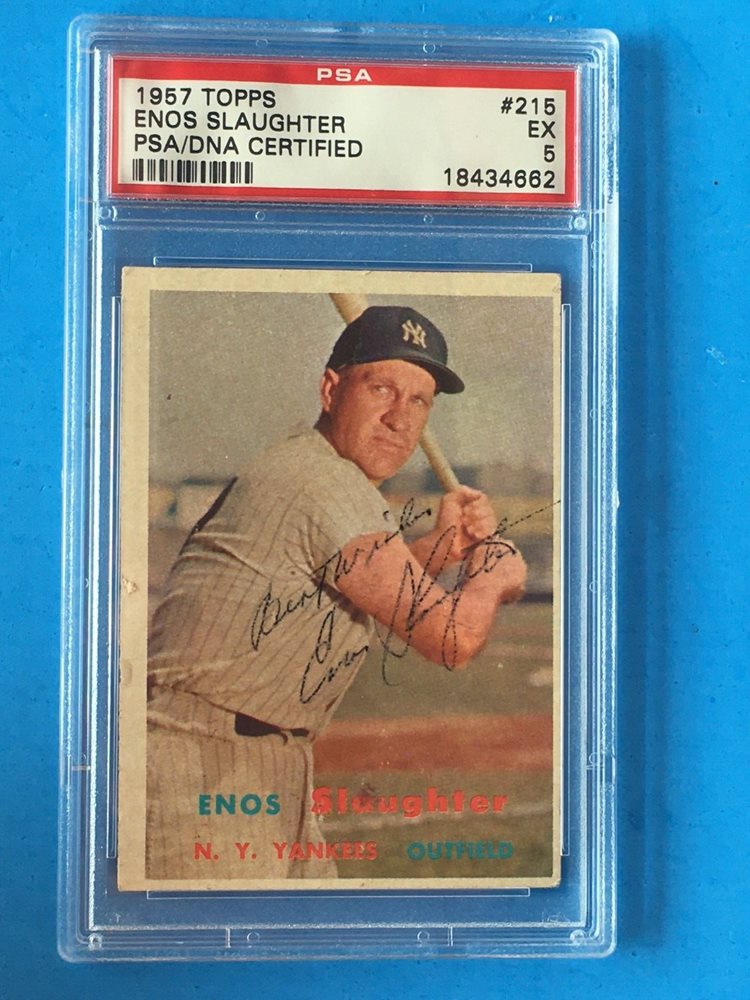 PSA
1957 TOPPS #215
ENOS SLAUGHTER EX
PSA/DNA CERTIFIED 5
18434662
NY
Best Wishes
Enos Slaughter
ENOS Slaughter
N. Y. YANKEES OUTFIELD